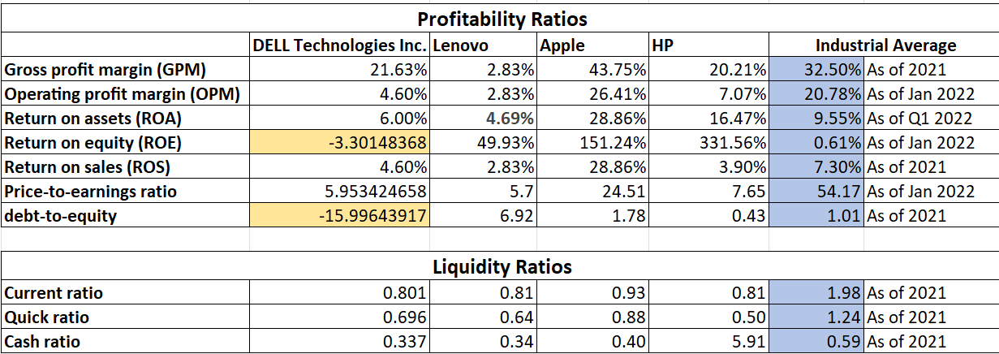 Profitability Ratios
DELL Technologies Inc. Lenovo Apple HP Industrial Average
Gross profit margin (GPM) 21.63% 2.83% 43.75% 20.21% 32.50% As of 2021
Operating profit margin (OPM) 4.60% 2.83% 26.41% 7.07% 20.78% As of Jan 2022
Return on assets (ROA) 6.00% 4.69% 28.86% 16.47% 9.55% As of Q1 2022
Return on equity (ROE) -3.30148368 49.93% 151.24% 331.56% 0.61% As of Jan 2022
Return on sales (ROS) 4.60% 2.83% 28.86% 3.90% 7.30% As of 2021
Price-to-earnings ratio 5.953424658 5.7 24.51 7.65 54.17 As of Jan 2022
debt-to-equity -15.99643917 6.92 1.78 0.43 1.01 As of 2021
Liquidity Ratios
Current ratio 0.801 0.81 0.93 0.81 1.98 As of 2021
Quick ratio 0.696 0.64 0.88 0.50 1.24 As of 2021
Cash ratio 0.337 0.34 0.40 5.91 0.59 As of 2021